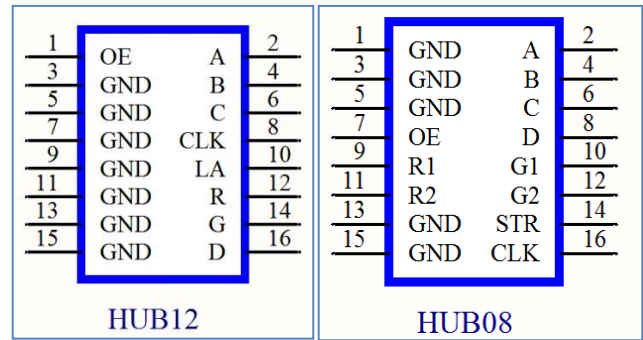 1 OE A 2
3 GND B 4
5 GND C 6
7 GND CLK 8
9 GND LA 10
11 GND R 12
13 GND G 14
15 GND D 16
HUB12
1 GND A 2
3 GND B 4
5 GND C 6
7 OE D 8
9 R1 G1 10
11 R2 G2 12
13 GND STR 14
15 GND CLK 16
HUB08